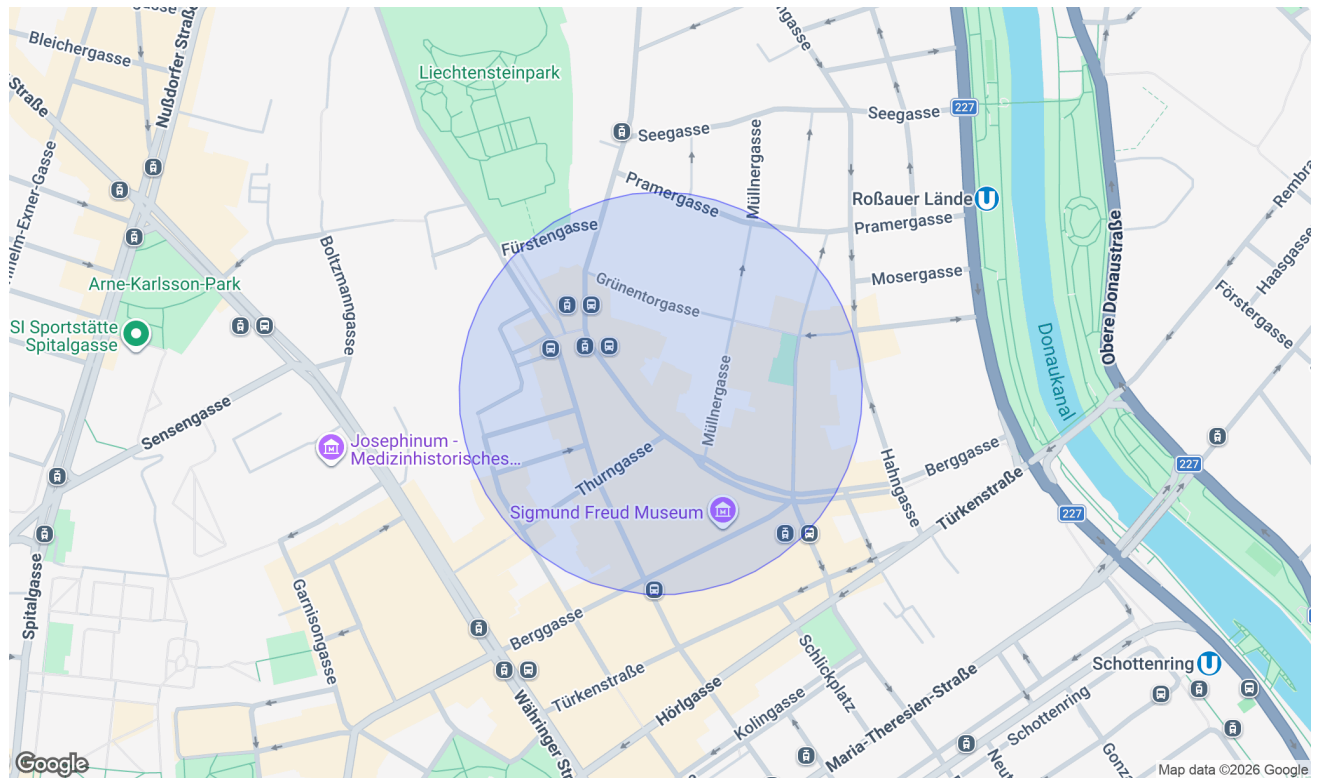 Bleichergasse
Straße
Nußdorfer Straße
Liechtensteinpark
Seegasse
Seegasse
227
Müllnergasse
Pramergasse
Roßauer Lände
Pramergasse
Fürstengasse
Mosergasse
Grünentorgasse
Boltzmanngasse
Arne-Karlsson-Park
SI Sportstätte
Spitalgasse
Obere Donaustraße
Haasgasse
Förstergasse
Donaukanal
Müllnergasse
Sensengasse
Josephinum -
Medizinhistorisches...
Thurngasse
Sigmund Freud Museum
Hahngasse
Berggasse
Türkenstraße
227
227
Spitalgasse
Garnisongasse
Berggasse
Türkenstraße
Währinger Str
Hörlgasse
Kolingasse
Schlickplatz
Maria-Theresien-Straße
Schottenring
Schottenring
Google
Map data ©2026 Google